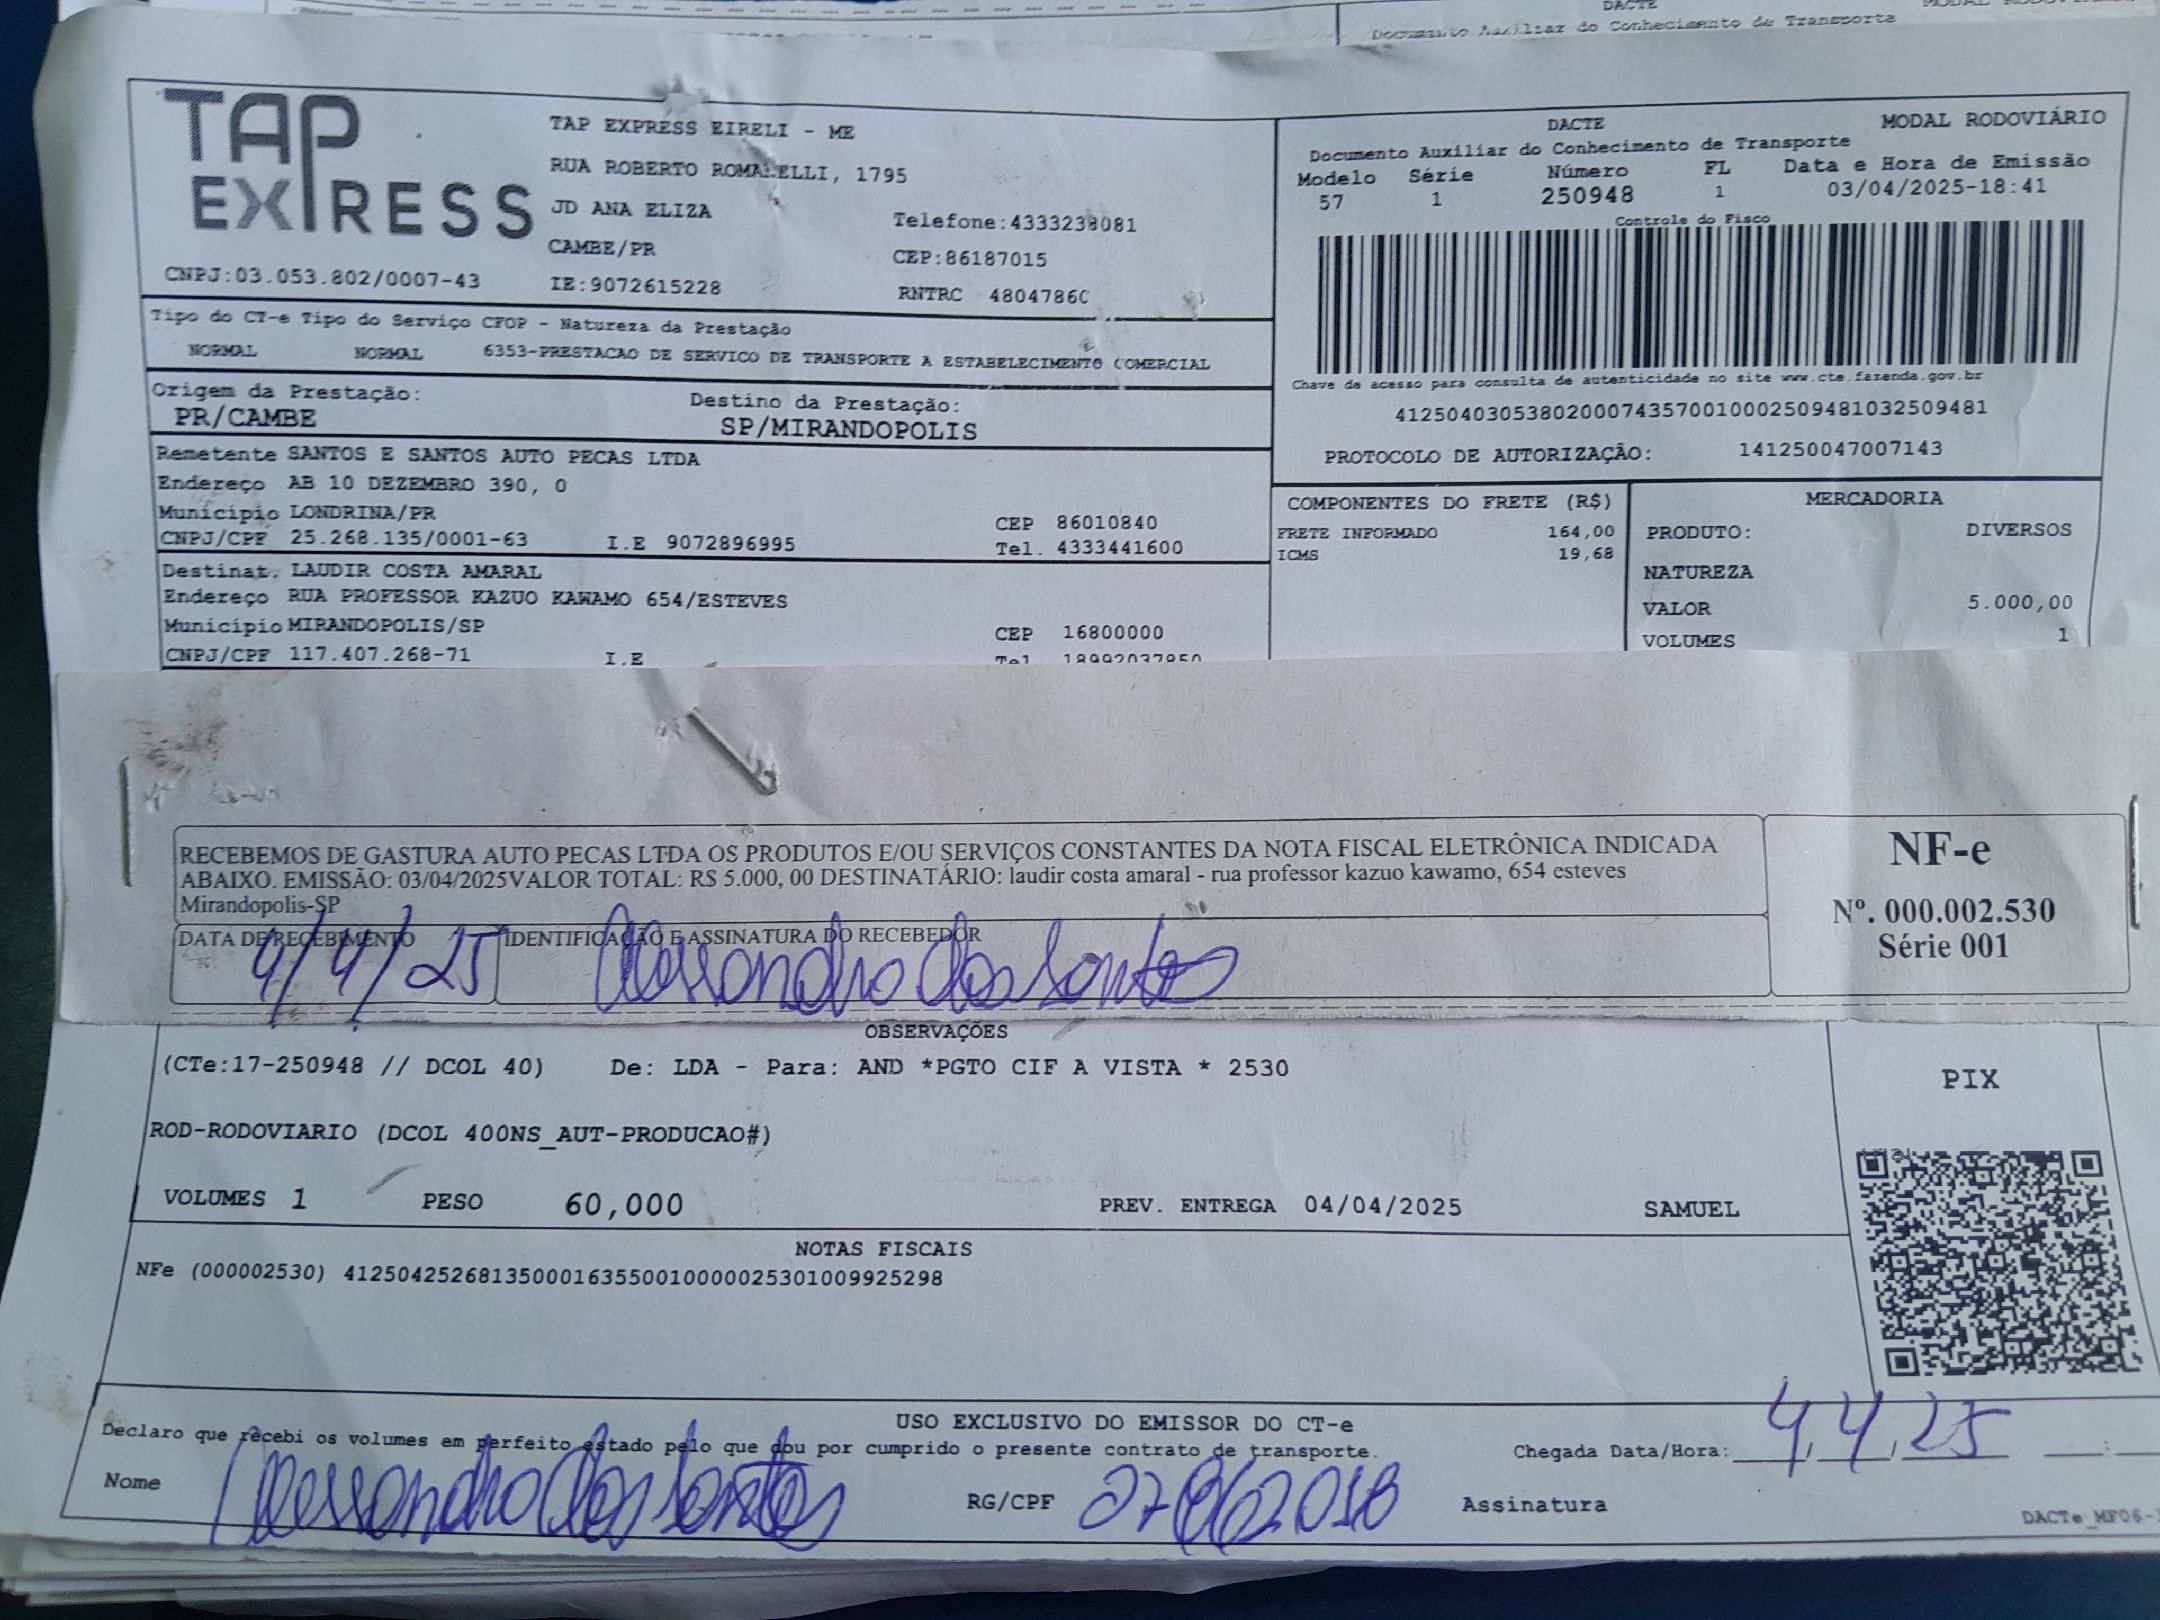 DACTE
Documento Auxiliar do Conhecimento de Transporte
TAP EXPRESS
TAP EXPRESS EIRELI - ME
RUA ROBERTO ROMANELLI, 1795
JD ANA ELIZA
Telefone:4333238081
CAMBE/PR
CEP:86187015
CNPJ:03.053.802/0007-43
IE:9072615228
RNTRC 48047860
DACTE
MODAL RODOVIÁRIO
Documento Auxiliar do Conhecimento de Transporte
Modelo Série Número FL Data e Hora de Emissão
57 1 250948 1 03/04/2025-18:41
Controle do Fisco
Chave de acesso para consulta de autenticidade no site www.cte.fazenda.gov.br
41250403053802000743570010002509481032509481
PROTOCOLO DE AUTORIZAÇÃO: 141250047007143
Tipo do CT-e Tipo do Serviço CFOP - Natureza da Prestação
NORMAL NORMAL 6353-PRESTACAO DE SERVICO DE TRANSPORTE A ESTABELECIMENTO COMERCIAL
Origem da Prestação: Destino da Prestação:
PR/CAMBE SP/MIRANDOPOLIS
Remetente SANTOS E SANTOS AUTO PECAS LTDA
Endereço AB 10 DEZEMBRO 390, 0
Município LONDRINA/PR CEP 86010840
CNPJ/CPF 25.268.135/0001-63 I.E 9072896995 Tel. 4333441600
Destinat. LAUDIR COSTA AMARAL
Endereço RUA PROFESSOR KAZUO KAWAMO 654/ESTEVES
Município MIRANDOPOLIS/SP CEP 16800000
CNPJ/CPF 117.407.268-71 I.E Tel 18992037850
COMPONENTES DO FRETE (R$)
FRETE INFORMADO 164,00
ICMS 19,68
MERCADORIA
PRODUTO: DIVERSOS
NATUREZA
VALOR 5.000,00
VOLUMES 1
RECEBEMOS DE GASTURA AUTO PECAS LTDA OS PRODUTOS E/OU SERVIÇOS CONSTANTES DA NOTA FISCAL ELETRÔNICA INDICADA
ABAIXO. EMISSÃO: 03/04/2025VALOR TOTAL: R$ 5.000, 00 DESTINATÁRIO: laudir costa amaral - rua professor kazuo kawamo, 654 esteves
Mirandopolis-SP
DATA DE RECEBIMENTO
4/4/25
IDENTIFICAÇÃO E ASSINATURA DO RECEBEDOR
Alessandro dos Santos
NF-e
Nº. 000.002.530
Série 001
OBSERVAÇÕES
(CTe:17-250948 // DCOL 40) De: LDA - Para: AND *PGTO CIF A VISTA * 2530
ROD-RODOVIARIO (DCOL 400NS_AUT-PRODUCAO#)
PIX
VOLUMES 1 PESO 60,000 PREV. ENTREGA 04/04/2025 SAMUEL
NOTAS FISCAIS
NFe (000002530) 41250425268135000163550010000025301009925298
USO EXCLUSIVO DO EMISSOR DO CT-e
Declaro que recebi os volumes em perfeito estado pelo que dou por cumprido o presente contrato de transporte.
Chegada Data/Hora: 4/4/25
Nome Alessandro dos Santos RG/CPF Assinatura